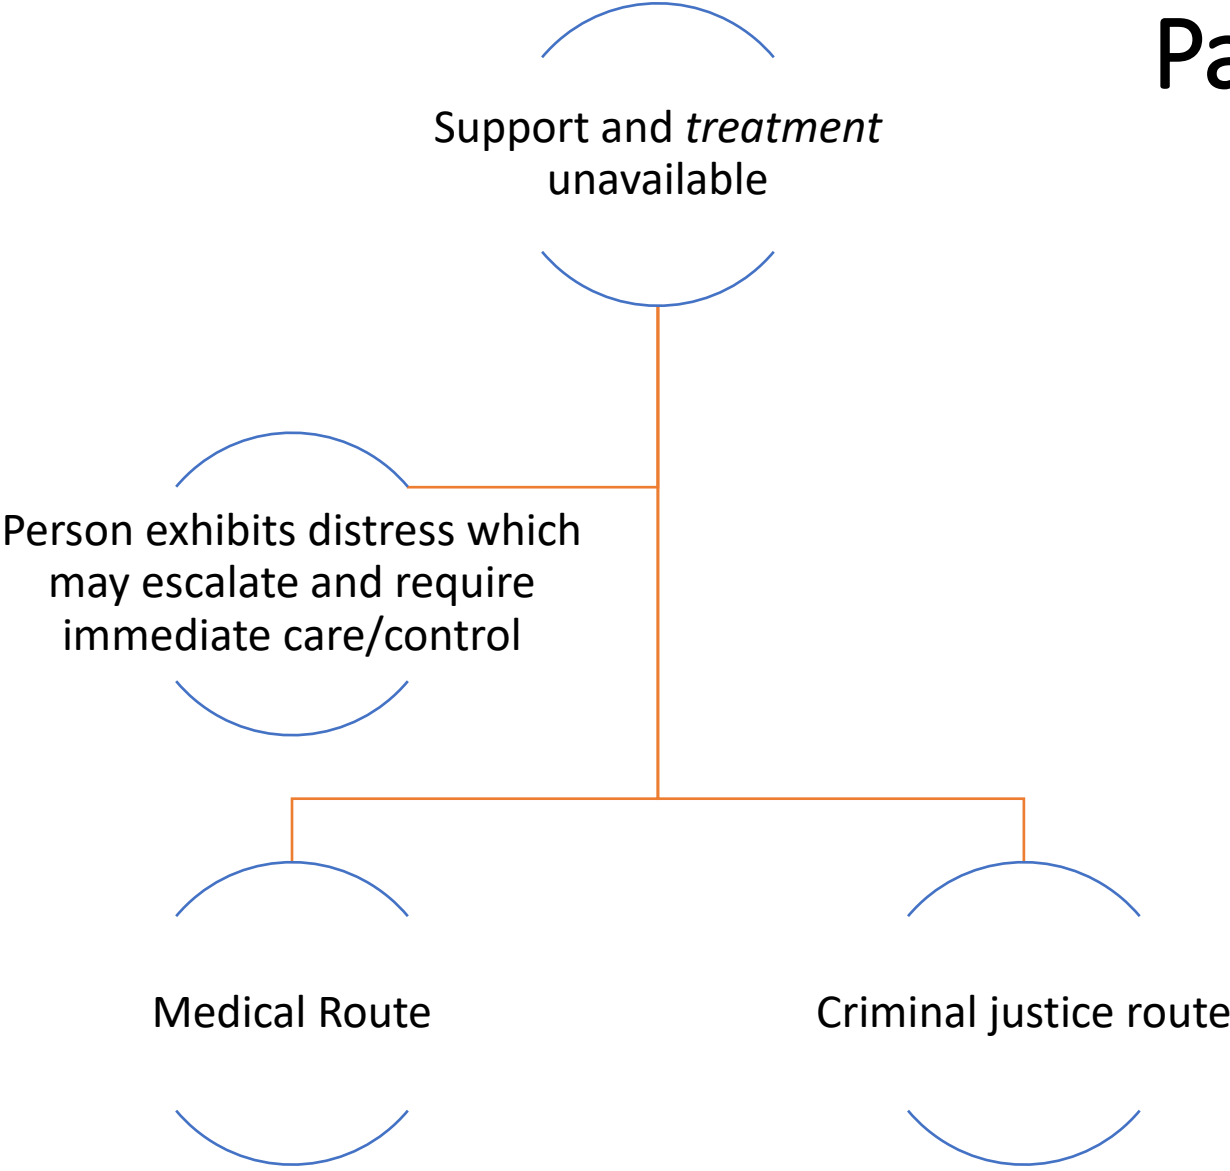 Pa
Support and treatment
unavailable
Person exhibits distress which
may escalate and require
immediate care/control
Medical Route
Criminal justice route